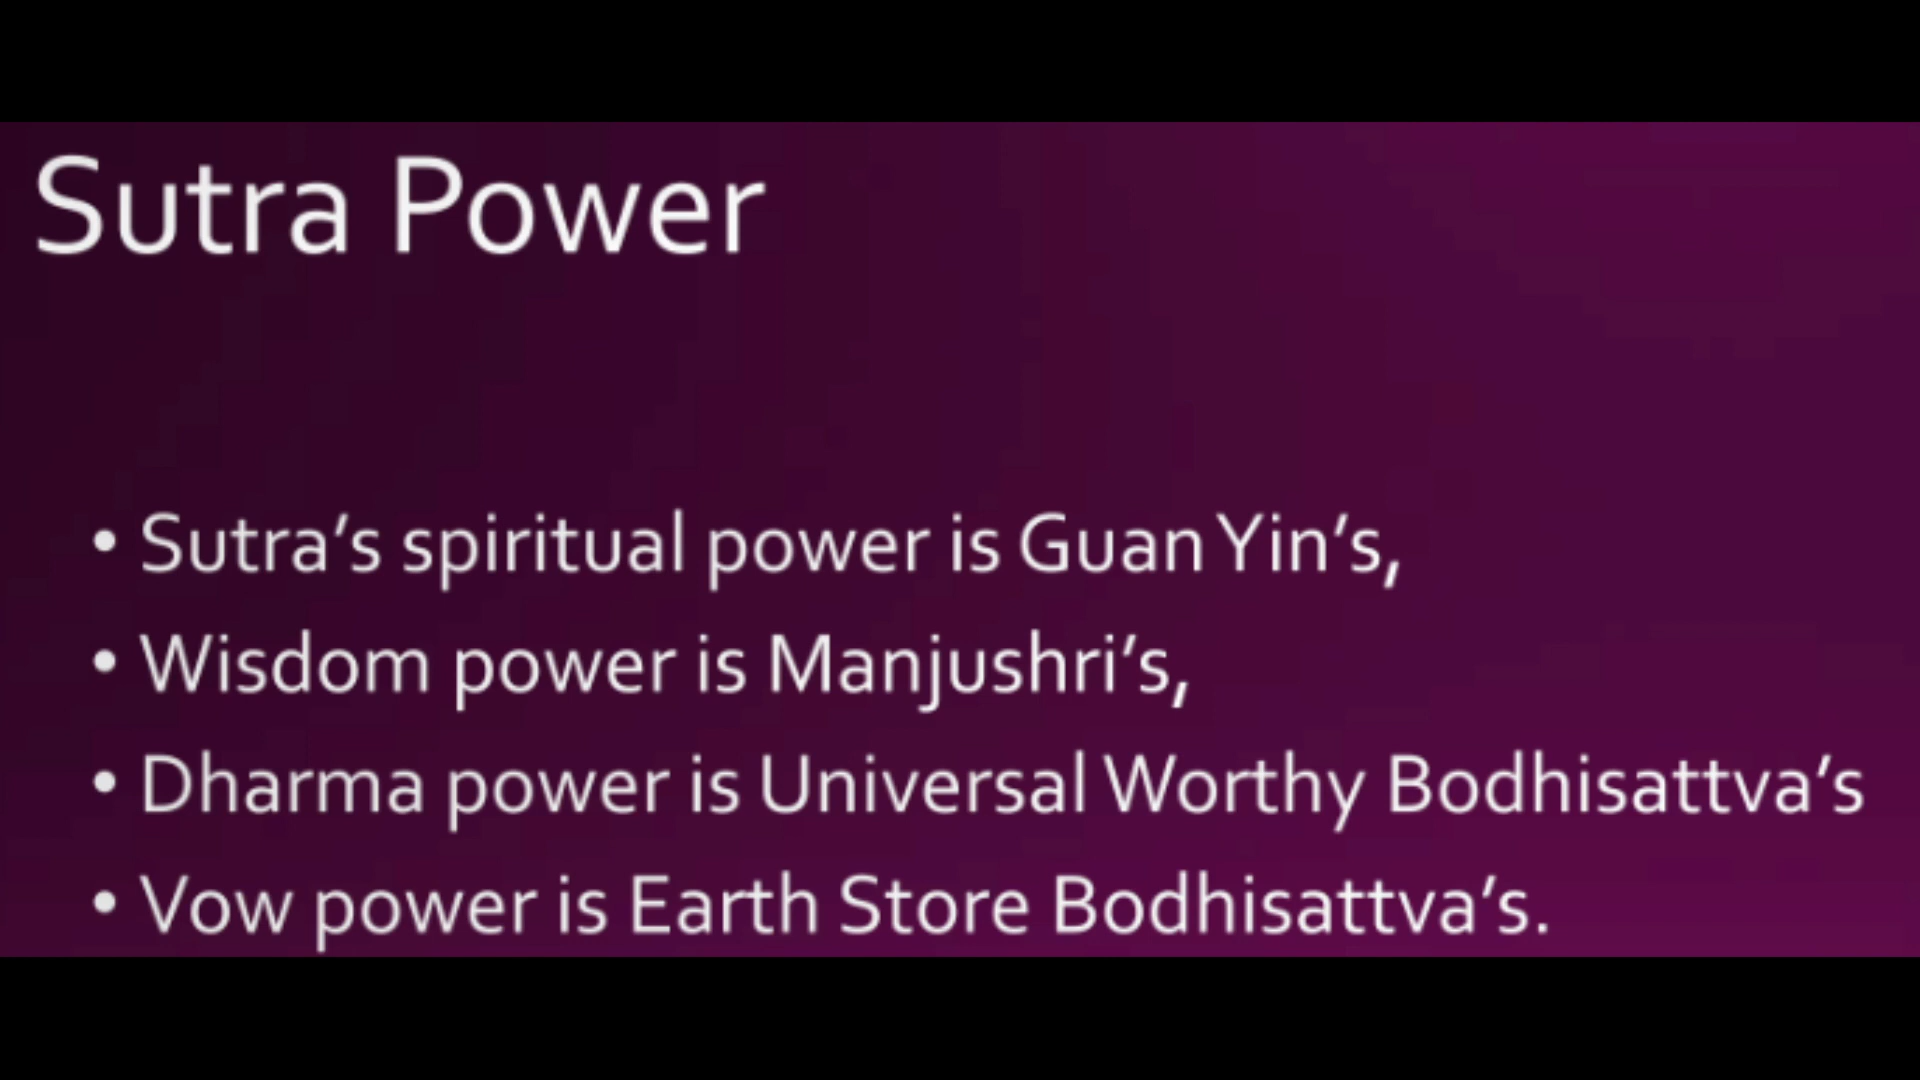 Sutra Power
• Sutra’s spiritual power is Guan Yin’s,
• Wisdom power is Manjushri’s,
• Dharma power is Universal Worthy Bodhisattva’s
• Vow power is Earth Store Bodhisattva’s.